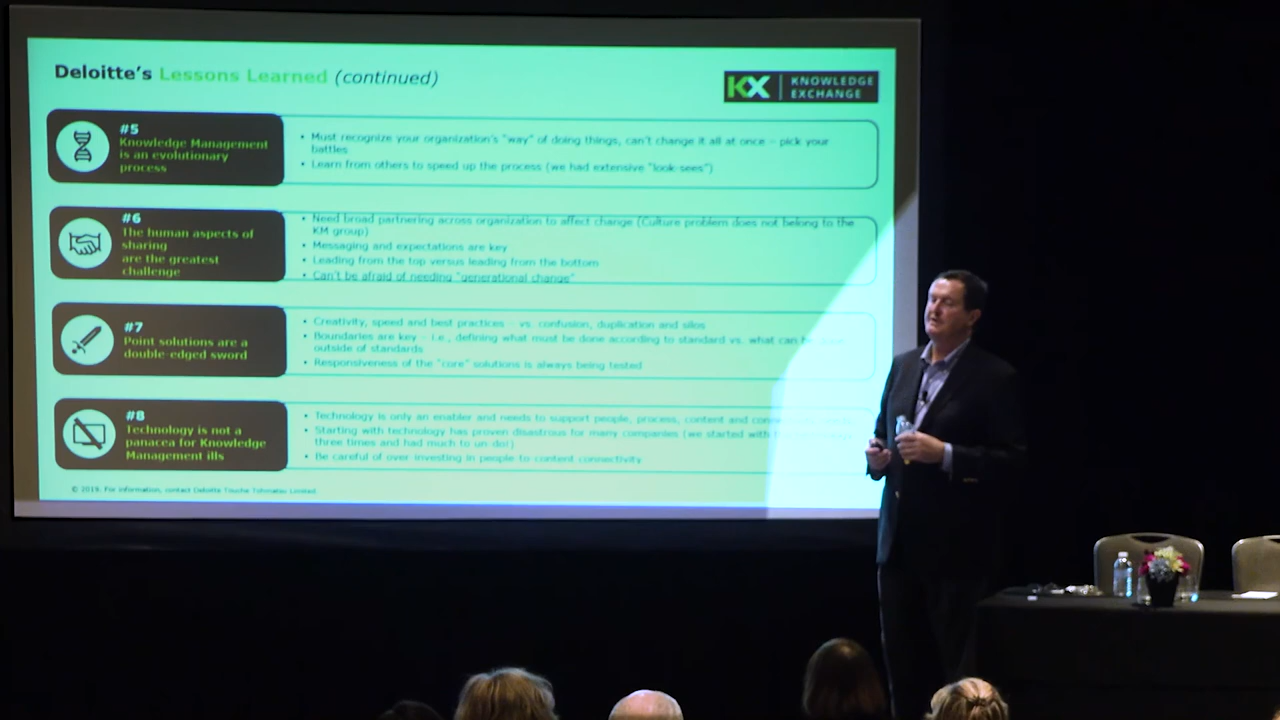 Deloitte's Lessons Learned (continued)
KX KNOWLEDGE
EXCHANGE
#5
Knowledge Management
is an evolutionary
process
• Must recognize your organization's "way" of doing things, can't change it all at once – pick your
battles
• Learn from others to speed up the process (we had extensive "look-sees")
#6
The human aspects of
sharing
are the greatest
challenge
• Need broad partnering across organization to affect change (Culture problem does not belong to the
KM group)
• Messaging and expectations are key
• Leading from the top versus leading from the bottom
• Can't be afraid of needing "generational change"
#7
Point solutions are a
double-edged sword
• Creativity, speed and best practices – vs. confusion, duplication and silos
• Boundaries are key – i.e., defining what must be done according to standard vs. what can
outside of standards
• Responsiveness of the "core" solutions is always being tested
#8
Technology is not a
panacea for Knowledge
Management ills
• Technology is only an enabler and needs to support people, process, content and
• Starting with technology has proven disastrous for many companies (we started with
three times and had much to un-do!)
• Be careful of over-investing in people to content connectivity
© 2019. For information, contact Deloitte Touche Tohmatsu Limited.